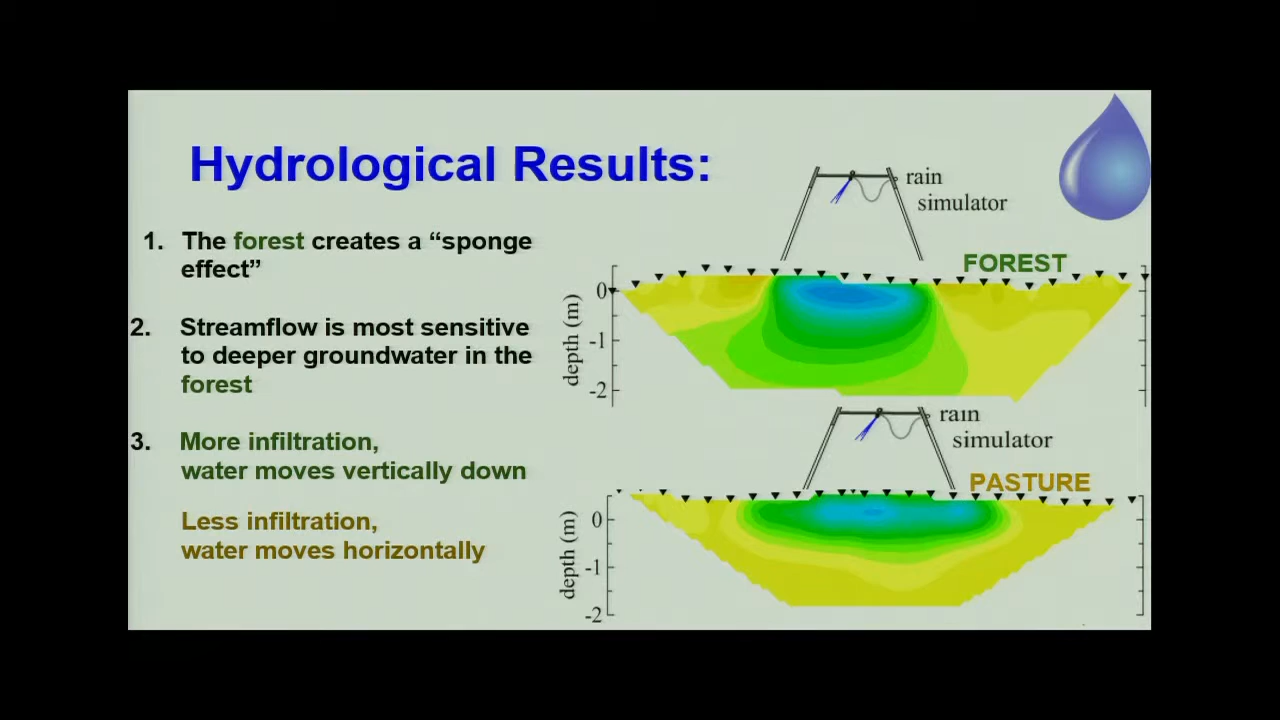 Hydrological Results:
1. The forest creates a “sponge
effect”
2. Streamflow is most sensitive
to deeper groundwater in the
forest
3. More infiltration,
water moves vertically down
Less infiltration,
water moves horizontally
rain
simulator
FOREST
depth (m)
0
-1
-2
rain
simulator
PASTURE
depth (m)
0
-1
-2